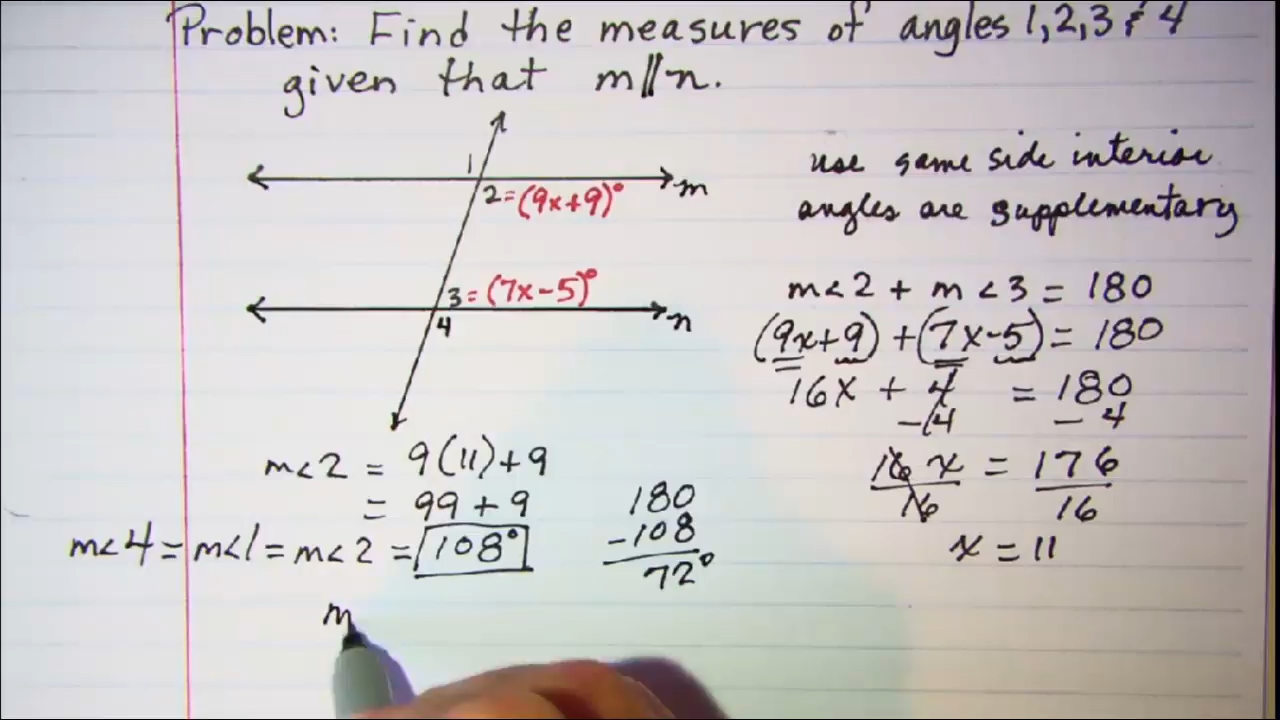 Problem: Find the measures of angles 1, 2, 3 & 4
given that m//n.
1
m
2 = (9x+9)°
3 = (7x-5)°
n
4
use same side interior
angles are supplementary
m<2 + m<3 = 180
(9x+9) + (7x-5) = 180
16x + 4 = 180
-4 - 4
16 x = 176
16 16
x = 11
m<2 = 9(11)+9
= 99 + 9
m<4 = m<1 = m<2 = 108°
180
-108
72°
m